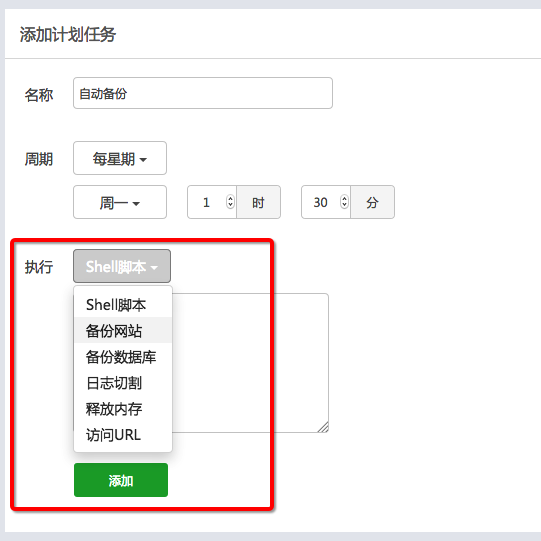 添加计划任务
名称 自动备份
周期 每星期
周一 1 时 30 分
执行 Shell脚本
Shell脚本
备份网站
备份数据库
日志切割
释放内存
访问URL
添加